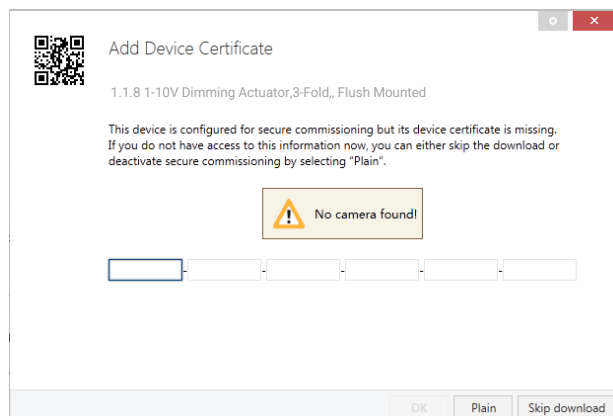 Add Device Certificate
1.1.8 1-10V Dimming Actuator,3-Fold,, Flush Mounted
This device is configured for secure commissioning but its device certificate is missing.
If you do not have access to this information now, you can either skip the download or
deactivate secure commissioning by selecting “Plain”.
No camera found!
- - - - -
OK Plain Skip download